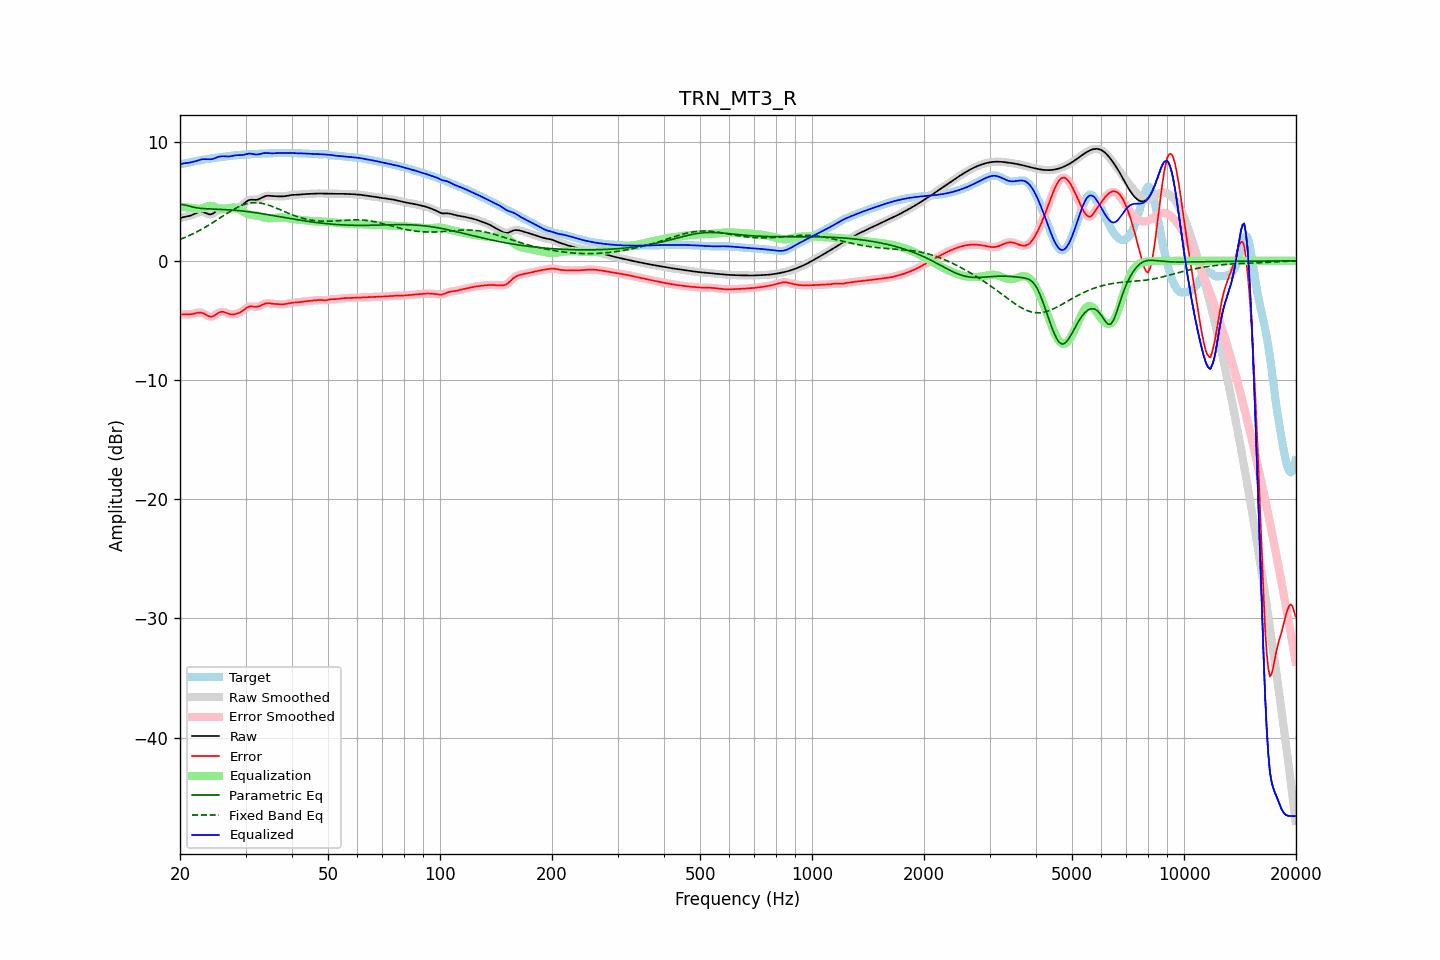 TRN_MT3_R
10
0
−10
−20
−30
−40
Amplitude (dBr)
Target
Raw Smoothed
Error Smoothed
Raw
Error
Equalization
Parametric Eq
Fixed Band Eq
Equalized
20 50 100 200 500 1000 2000 5000 10000 20000
Frequency (Hz)